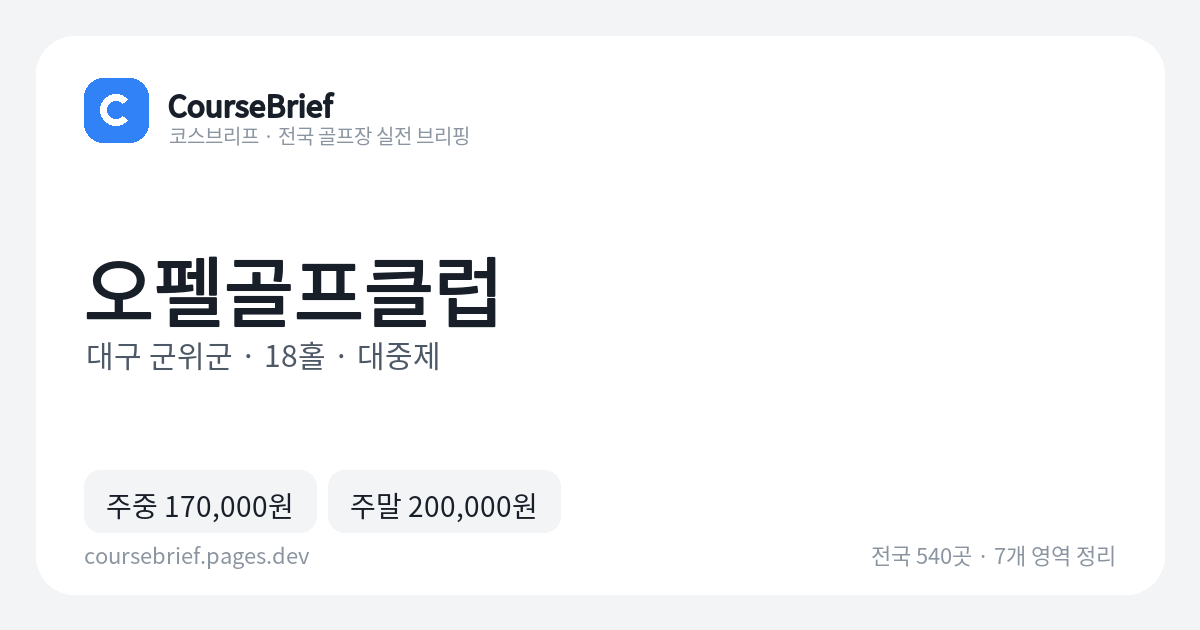 CourseBrief
코스브리프 · 전국 골프장 실전 브리핑
오펠골프클럽
대구 군위군 · 18홀 · 대중제
주중 170,000원
주말 200,000원
coursebrief.pages.dev
전국 540곳 · 7개 영역 정리